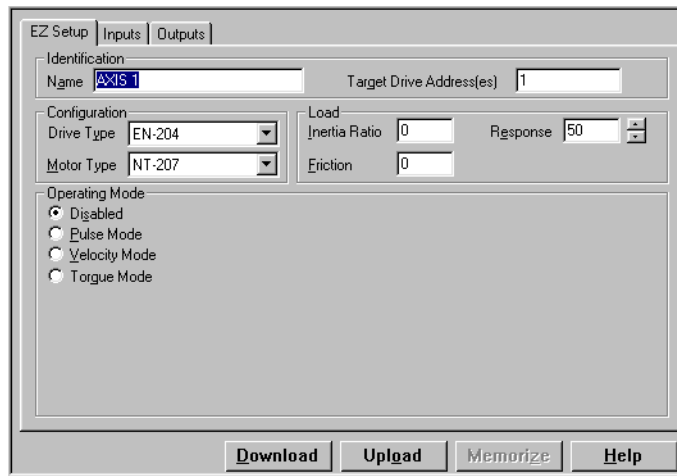 EZ Setup Inputs Outputs
Identification
Name AXIS 1 Target Drive Address(es) 1
Configuration
Drive Type EN-204
Motor Type NT-207
Load
Inertia Ratio 0 Response 50
Friction 0
Operating Mode
Disabled
Pulse Mode
Velocity Mode
Torgue Mode
Download Upload Memorize Help